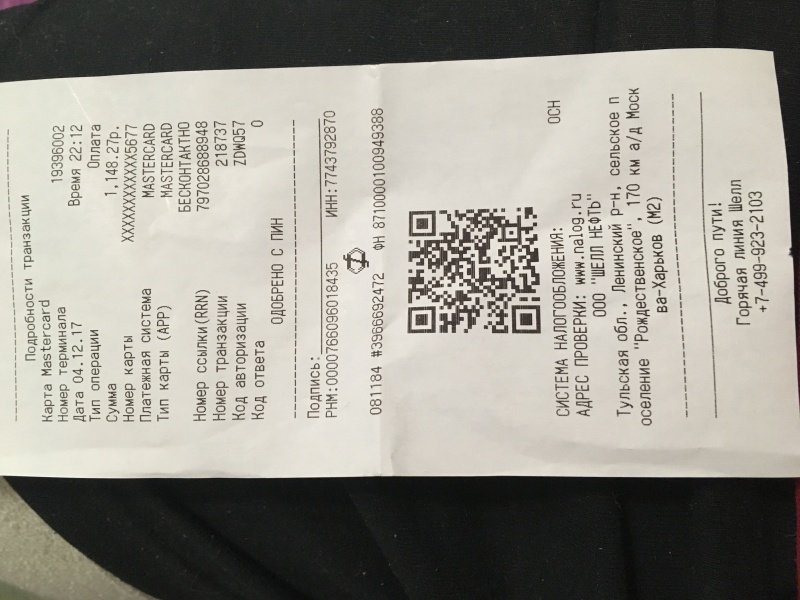 Подробности транзакции
Карта Mastercard
Номер терминала 19396002
Дата 04.12.17 Время 22:12
Тип операции Оплата
Сумма 1,148.27р.
Номер карты XXXXXXXXXXXX5677
Платежная система MASTERCARD
Тип карты (APP) MASTERCARD
БЕСКОНТАКТНО
Номер ссылки(RRN) 797028688948
Номер транзакции 218737
Код авторизации ZDWQ57
Код ответа 0
ОДОБРЕНО С ПИН
Подпись:
РНМ:0000766096018435 ИНН:7743792870
081184 #3966692472 ФН 8710000100949388
СИСТЕМА НАЛОГООБЛОЖЕНИЯ: ОСН
АДРЕС ПРОВЕРКИ: www.nalog.ru
ООО "ШЕЛЛ НЕФТЬ"
Тульская обл., Ленинский р-н, сельское п
оселение "Рождественское", 170 км а/д Моск
ва-Харьков (М2)
Доброго пути!
Горячая линия Шелл
+7-499-923-2103